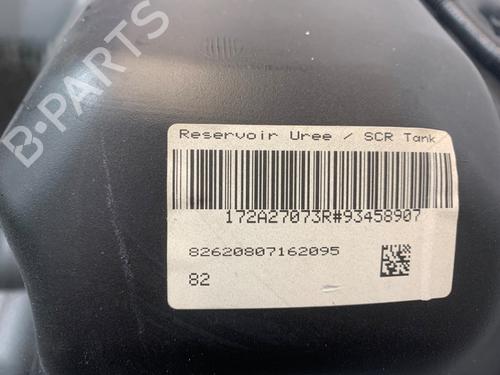 B-PARTS
Reservoir Uree / SCR Tank
172A27073R#93458907
82620807162095
82